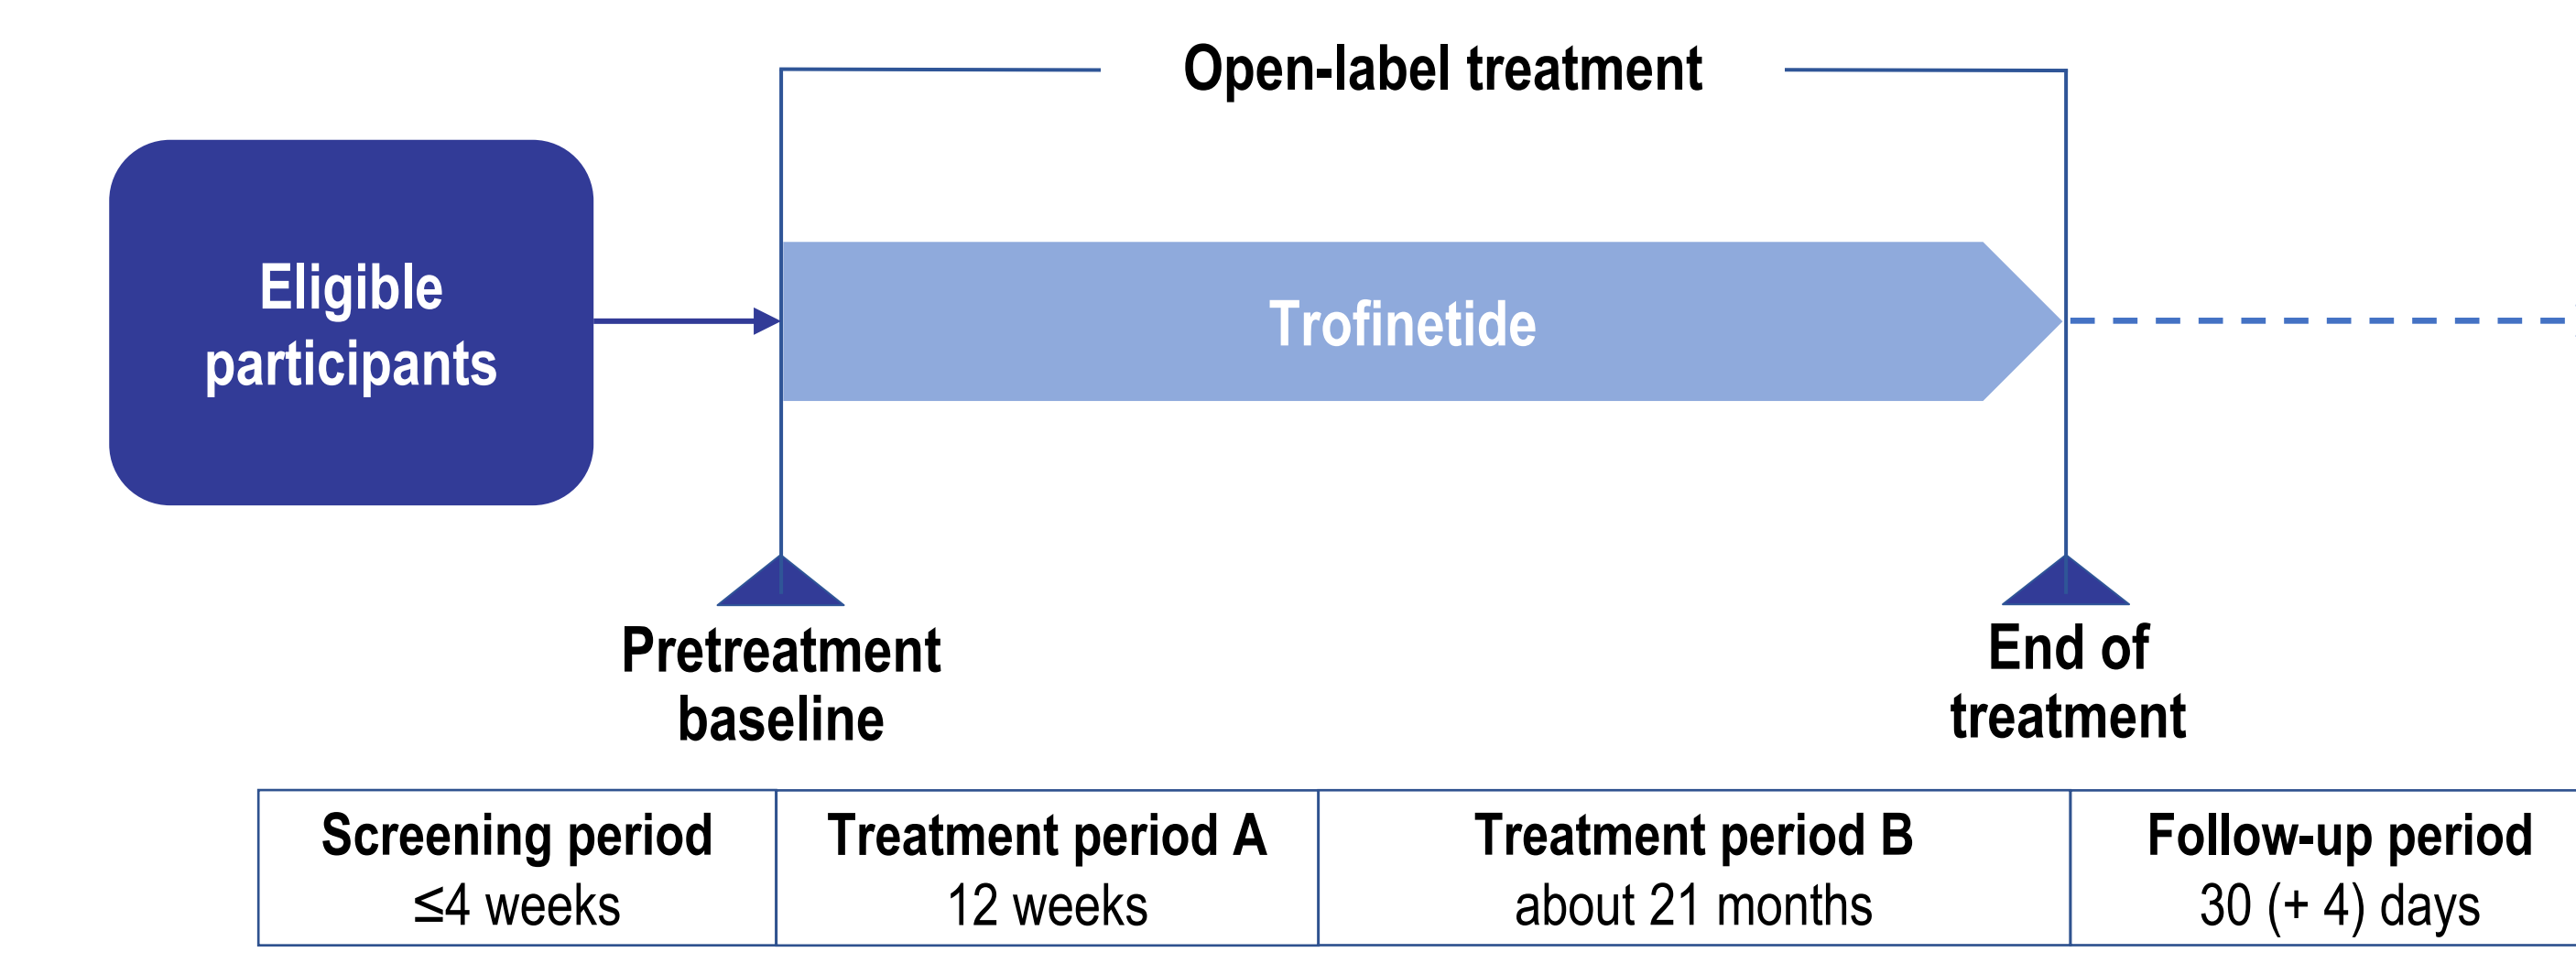 Open-label treatment
Eligible
participants
Trofinetide
Pretreatment
baseline
End of
treatment
Screening period
≤4 weeks
Treatment period A
12 weeks
Treatment period B
about 21 months
Follow-up period
30 (+ 4) days